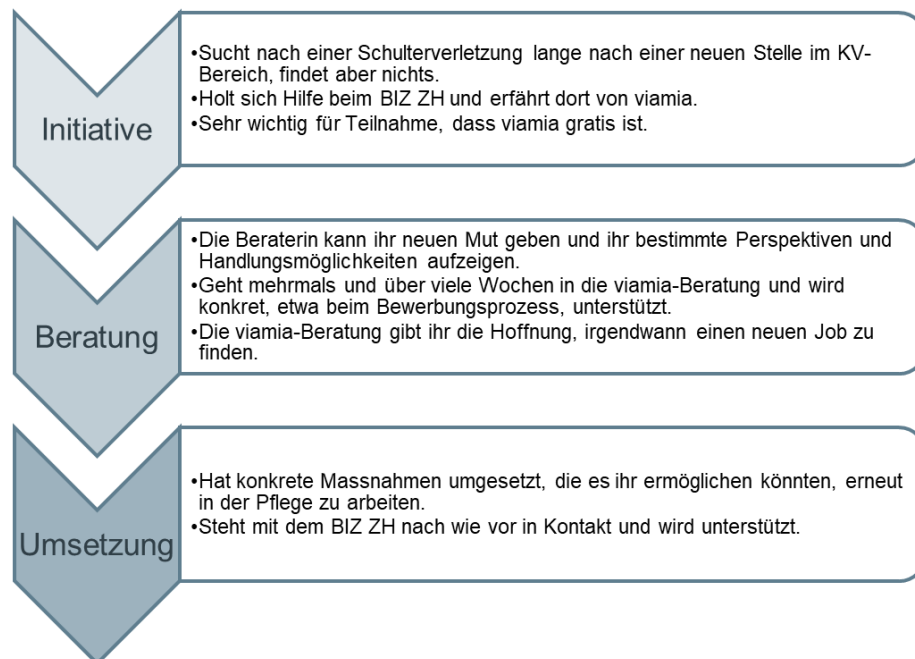 Initiative
•Sucht nach einer Schulterverletzung lange nach einer neuen Stelle im KV-
Bereich, findet aber nichts.
•Holt sich Hilfe beim BIZ ZH und erfährt dort von viamia.
•Sehr wichtig für Teilnahme, dass viamia gratis ist.
Beratung
•Die Beraterin kann ihr neuen Mut geben und ihr bestimmte Perspektiven und
Handlungsmöglichkeiten aufzeigen.
•Geht mehrmals und über viele Wochen in die viamia-Beratung und wird
konkret, etwa beim Bewerbungsprozess, unterstützt.
•Die viamia-Beratung gibt ihr die Hoffnung, irgendwann einen neuen Job zu
finden.
Umsetzung
•Hat konkrete Massnahmen umgesetzt, die es ihr ermöglichen könnten, erneut
in der Pflege zu arbeiten.
•Steht mit dem BIZ ZH nach wie vor in Kontakt und wird unterstützt.